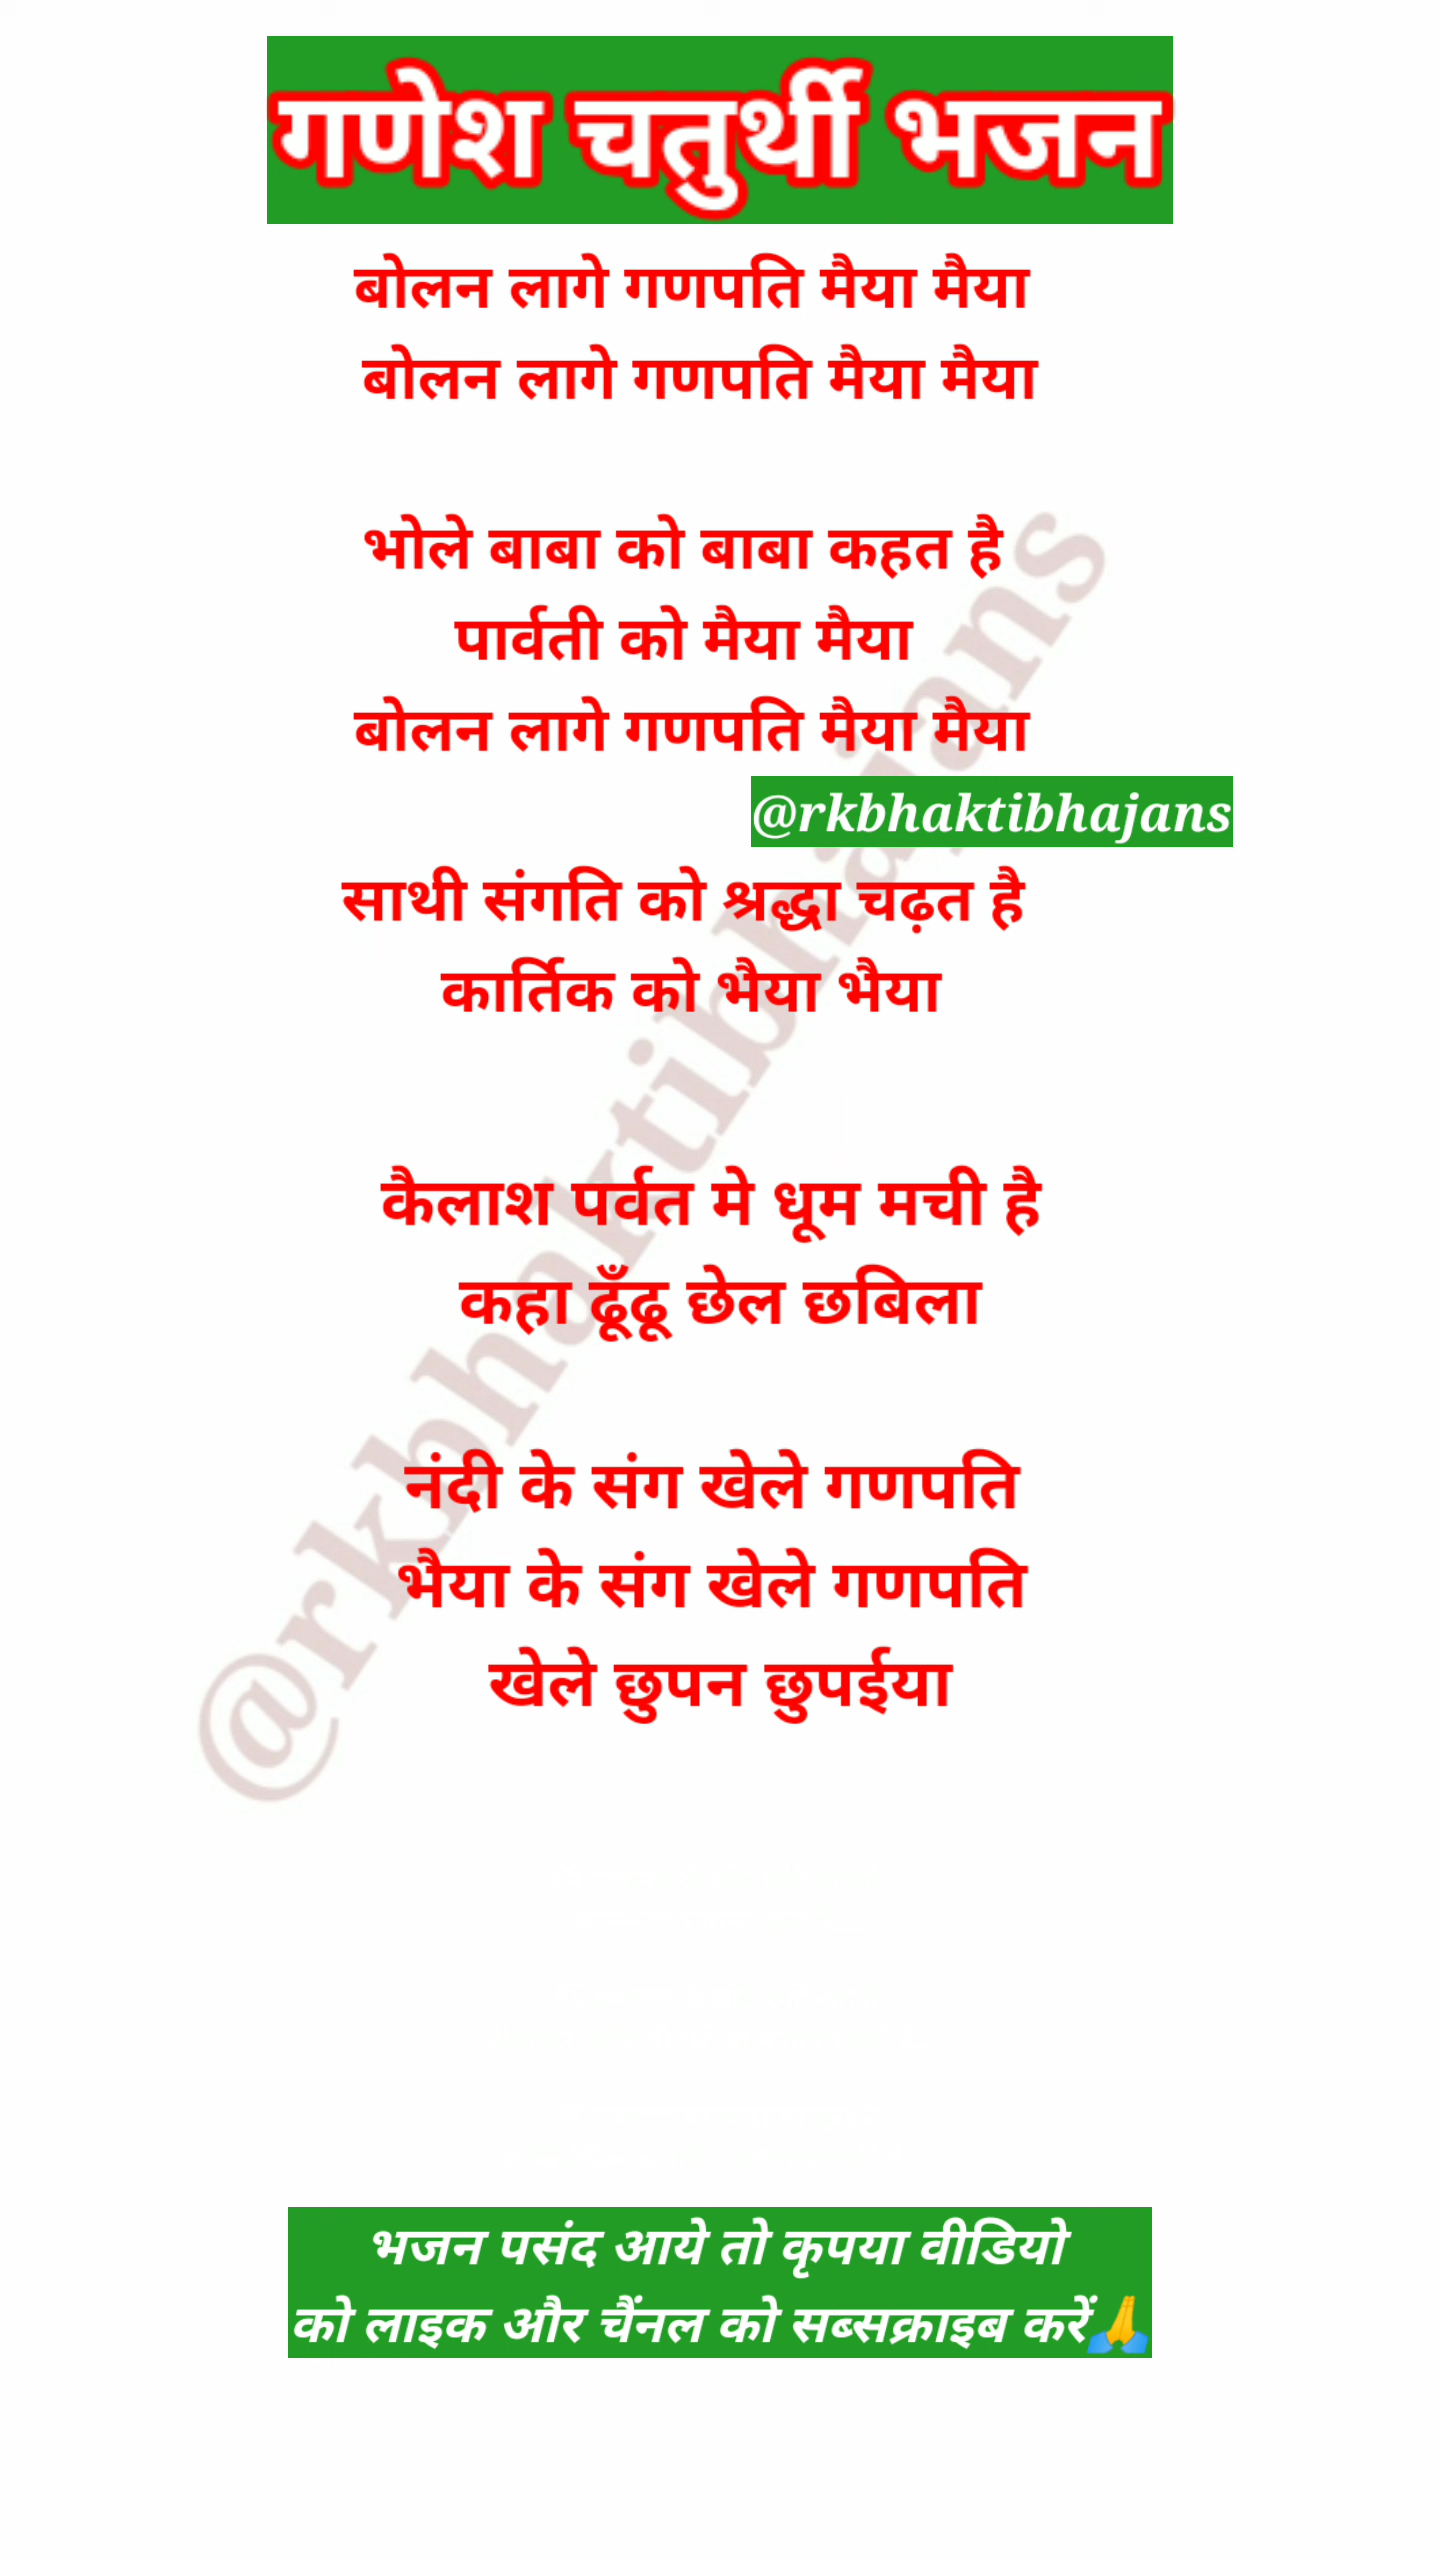 गणेश चतुर्थी भजन
बोलन लागे गणपति मैया मैया
बोलन लागे गणपति मैया मैया
भोले बाबा को बाबा कहत है
पार्वती को मैया मैया
बोलन लागे गणपति मैया मैया
@rkbhaktibhajans
साथी संगति को श्रद्धा चढ़त है
कार्तिक को भैया भैया
कैलाश पर्वत मे धूम मची है
कहा ढूँढू छेल छबिला
नंदी के संग खेले गणपति
भैया के संग खेले गणपति
खेले छुपन छुपईया
@rkbhaktibhajans
भजन पसंद आये तो कृपया वीडियो
को लाइक और चैंनल को सब्सक्राइब करें🙏